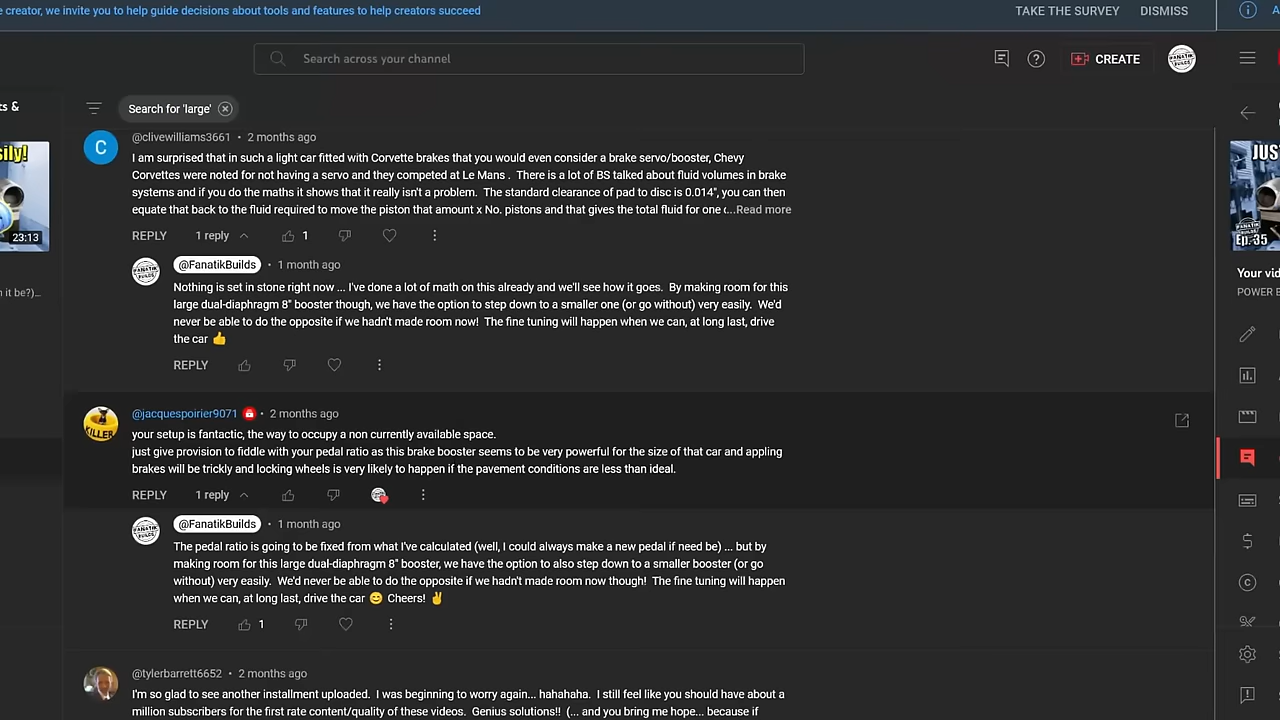 e creator, we invite you to help guide decisions about tools and features to help creators succeed
TAKE THE SURVEY
DISMISS
Search across your channel
CREATE
ts &
Search for 'large'
sily!
23:13
n it be?)...
@clivewilliams3661 • 2 months ago
I am surprised that in such a light car fitted with Corvette brakes that you would even consider a brake servo/booster, Chevy
Corvettes were noted for not having a servo and they competed at Le Mans .  There is a lot of BS talked about fluid volumes in brake
systems and if you do the maths it shows that it really isn't a problem.  The standard clearance of pad to disc is 0.014", you can then
equate that back to the fluid required to move the piston that amount x No. pistons and that gives the total fluid for one c...Read more
REPLY 1 reply 1
@FanatikBuilds • 1 month ago
Nothing is set in stone right now ... I've done a lot of math on this already and we'll see how it goes.  By making room for this
large dual-diaphragm 8" booster though, we have the option to step down to a smaller one (or go without) very easily.  We'd
never be able to do the opposite if we hadn't made room now!  The fine tuning will happen when we can, at long last, drive
the car 👍
REPLY
KILLER
@jacquespoirier9071 • 2 months ago
your setup is fantactic, the way to occupy a non currently available space.
just give provision to fiddle with your pedal ratio as this brake booster seems to be very powerful for the size of that car and appling
brakes will be trickly and locking wheels is very likely to happen if the pavement conditions are less than ideal.
REPLY 1 reply
@FanatikBuilds • 1 month ago
The pedal ratio is going to be fixed from what I've calculated (well, I could always make a new pedal if need be) ... but by
making room for this large dual-diaphragm 8" booster, we have the option to also step down to a smaller booster (or go
without) very easily.  We'd never be able to do the opposite if we hadn't made room now though!  The fine tuning will happen
when we can, at long last, drive the car 😄 Cheers! ✌️
REPLY 1
@tylerbarrett6652 • 2 months ago
I'm so glad to see another installment uploaded.  I was beginning to worry again... hahahaha.  I still feel like you should have about a
million subscribers for the first rate content/quality of these videos.  Genius solutions!!  (... and you bring me hope... because if
JUS
Ep.35
Your vid
POWER B